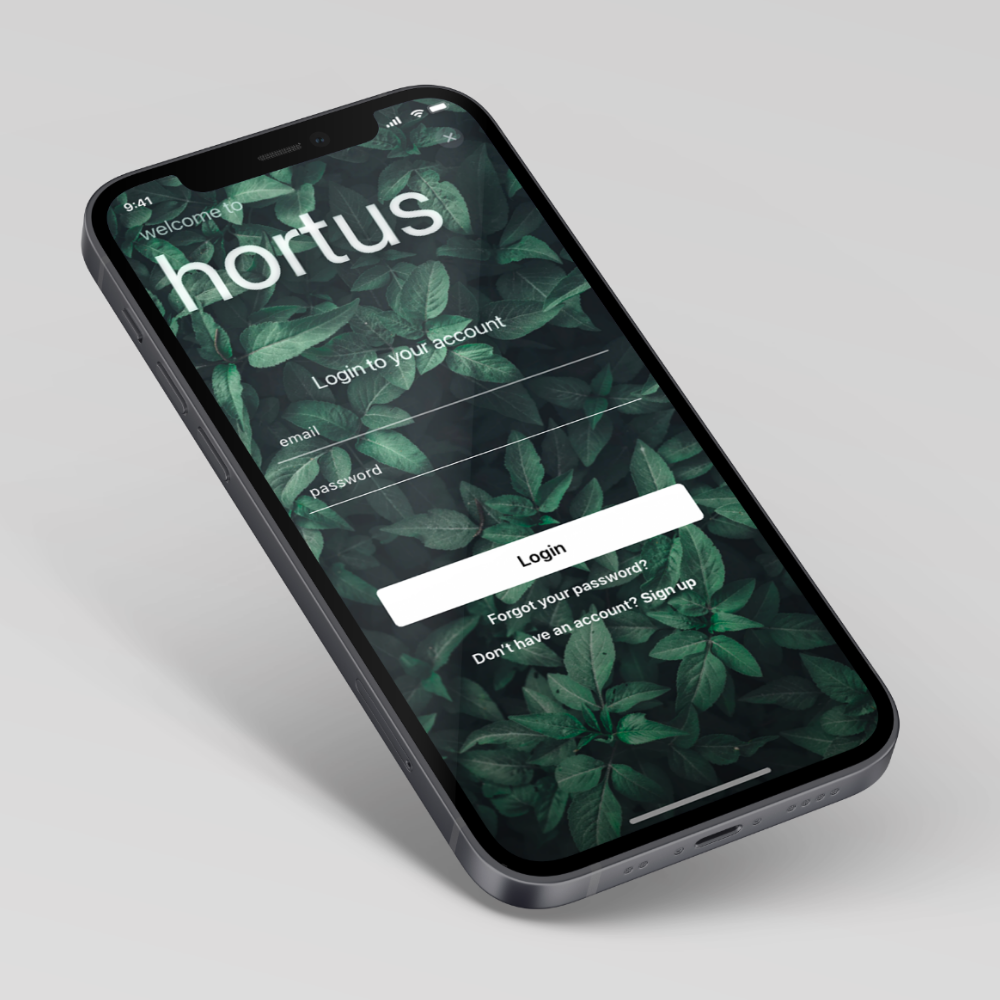 9:41
welcome to
hortus
Login to your account
email
password
Login
Forgot your password?
Don't have an account? Sign up